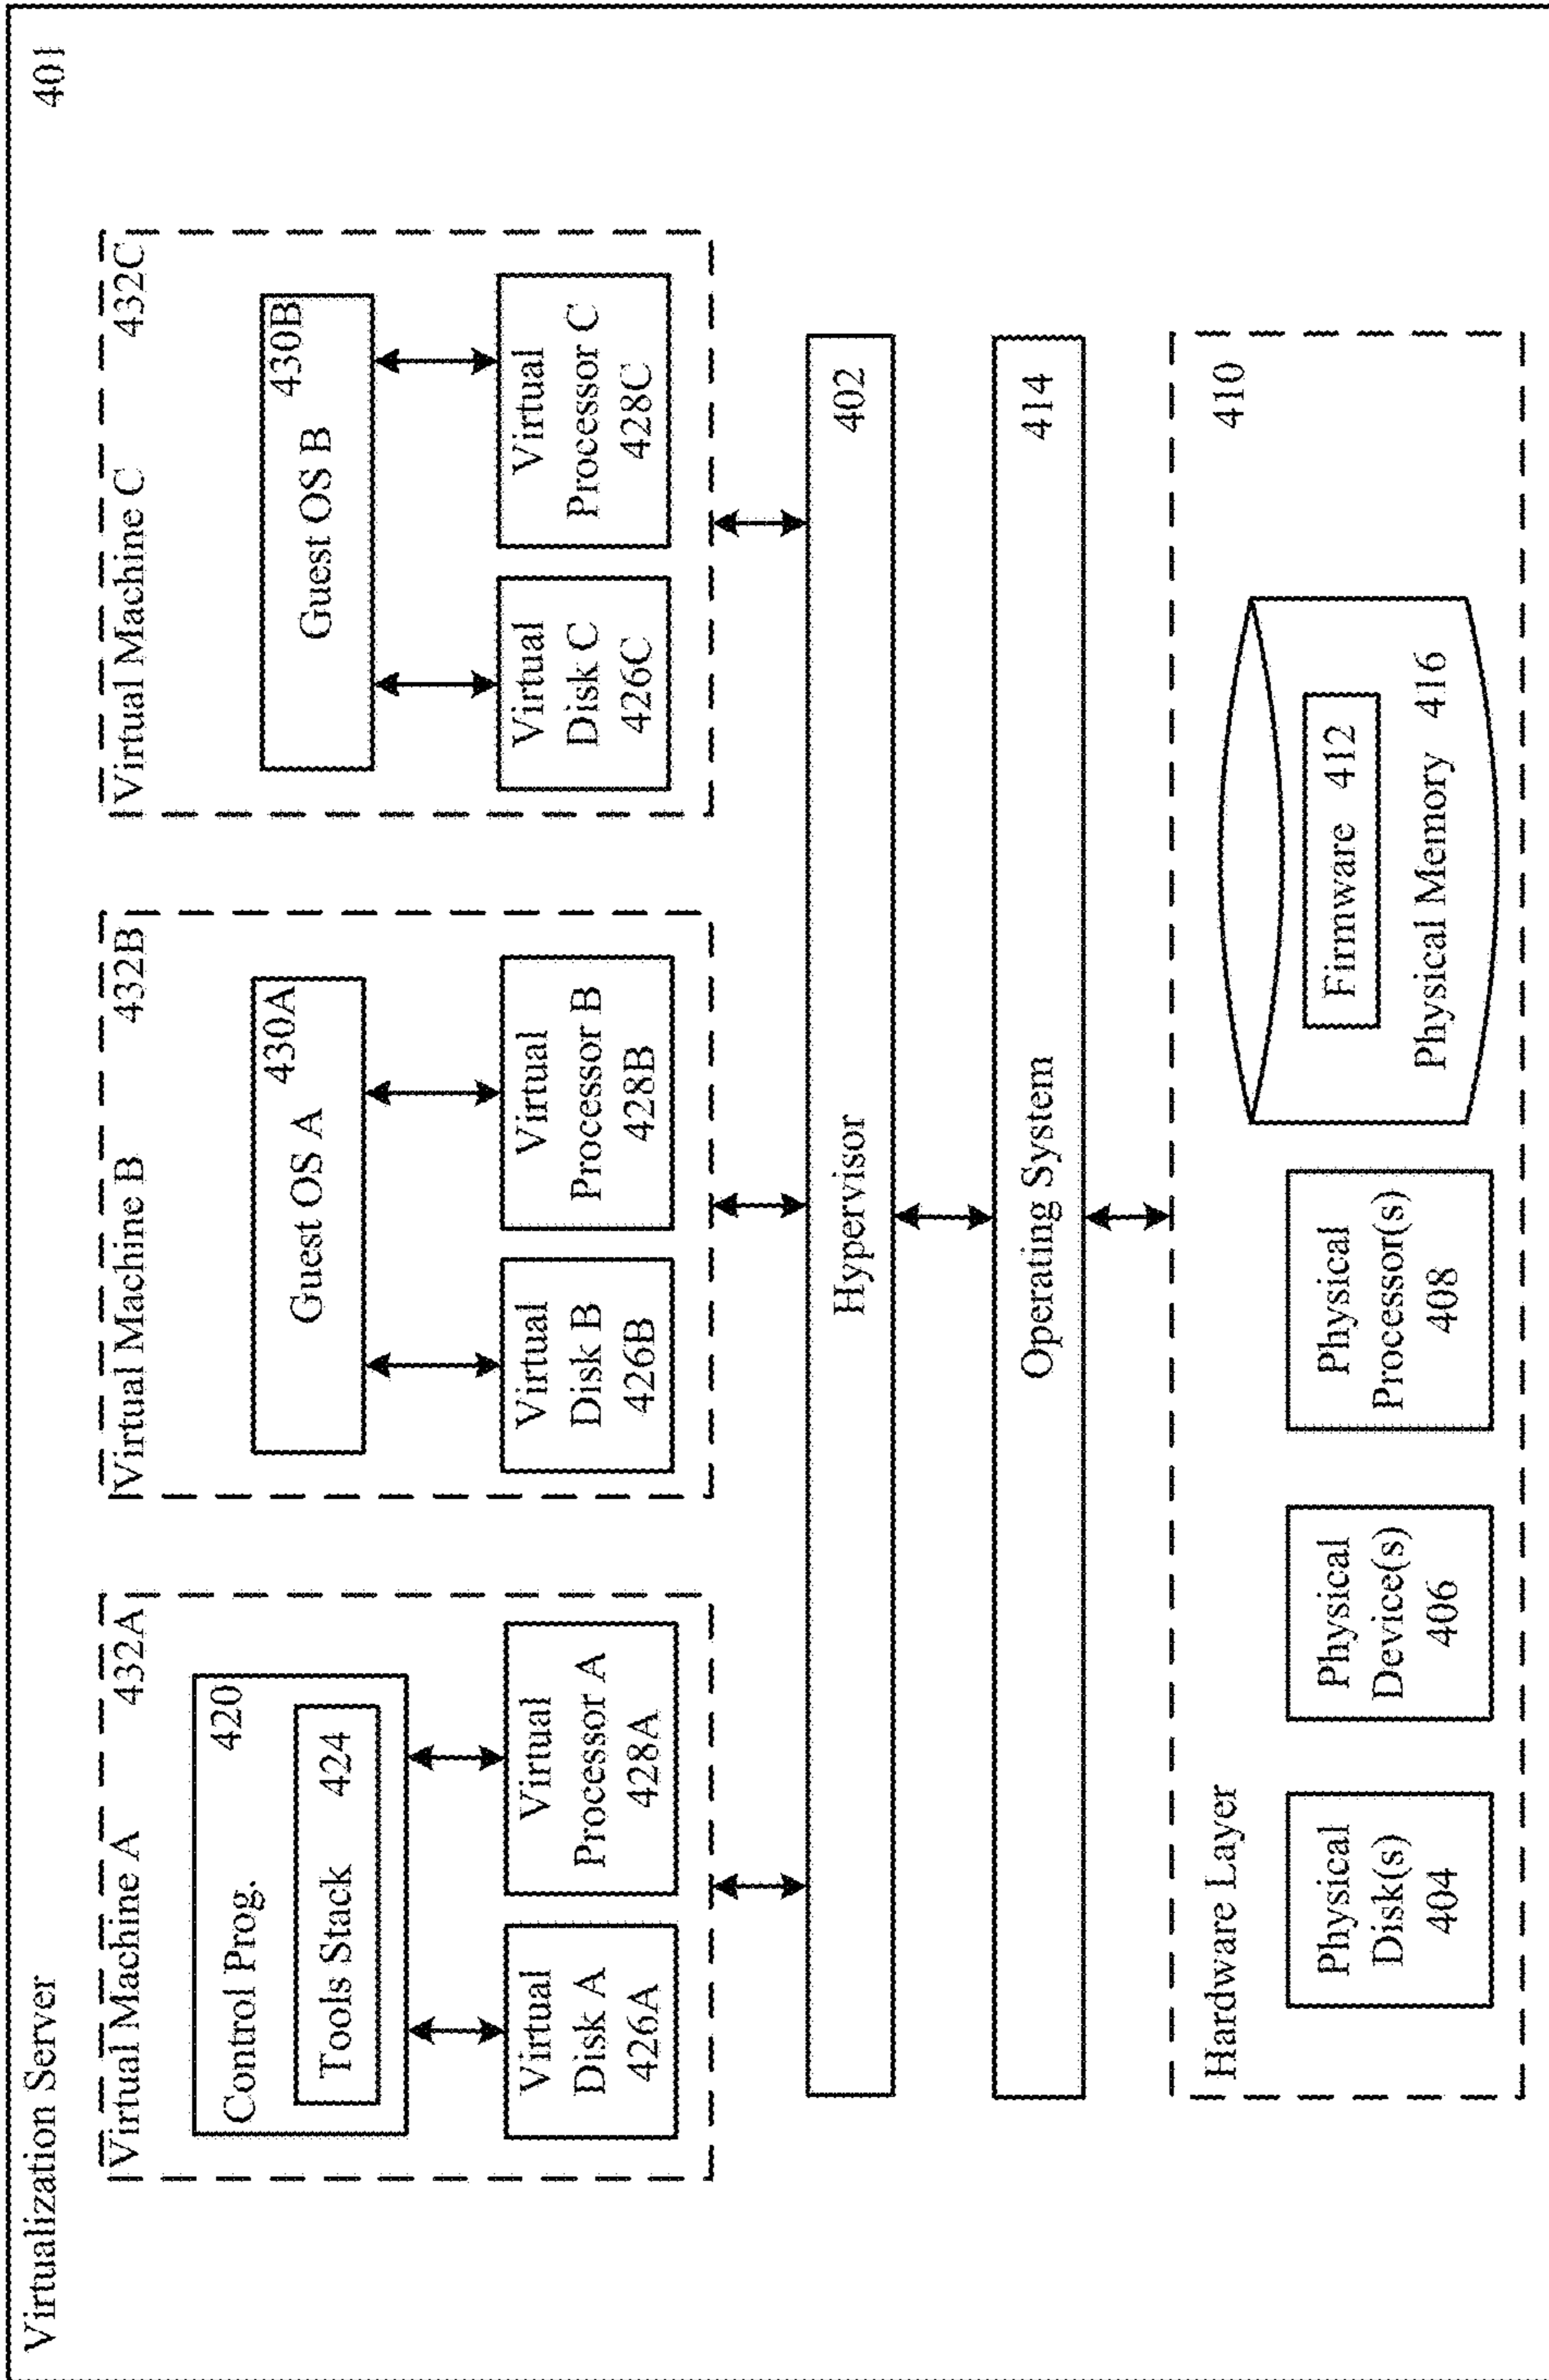 Virtualization Server
401
Virtual Machine A
432A
Control Prog.
420
Tools Stack 424
Virtual
Disk A
426A
Virtual
Processor A
428A
Virtual Machine B
432B
Guest OS A
430A
Virtual
Disk B
426B
Virtual
Processor B
428B
Virtual Machine C
432C
Guest OS B
430B
Virtual
Disk C
426C
Virtual
Processor C
428C
Hypervisor
402
Operating System
414
Hardware Layer
410
Physical
Disk(s)
404
Physical
Device(s)
406
Physical
Processor(s)
408
Firmware 412
Physical Memory 416